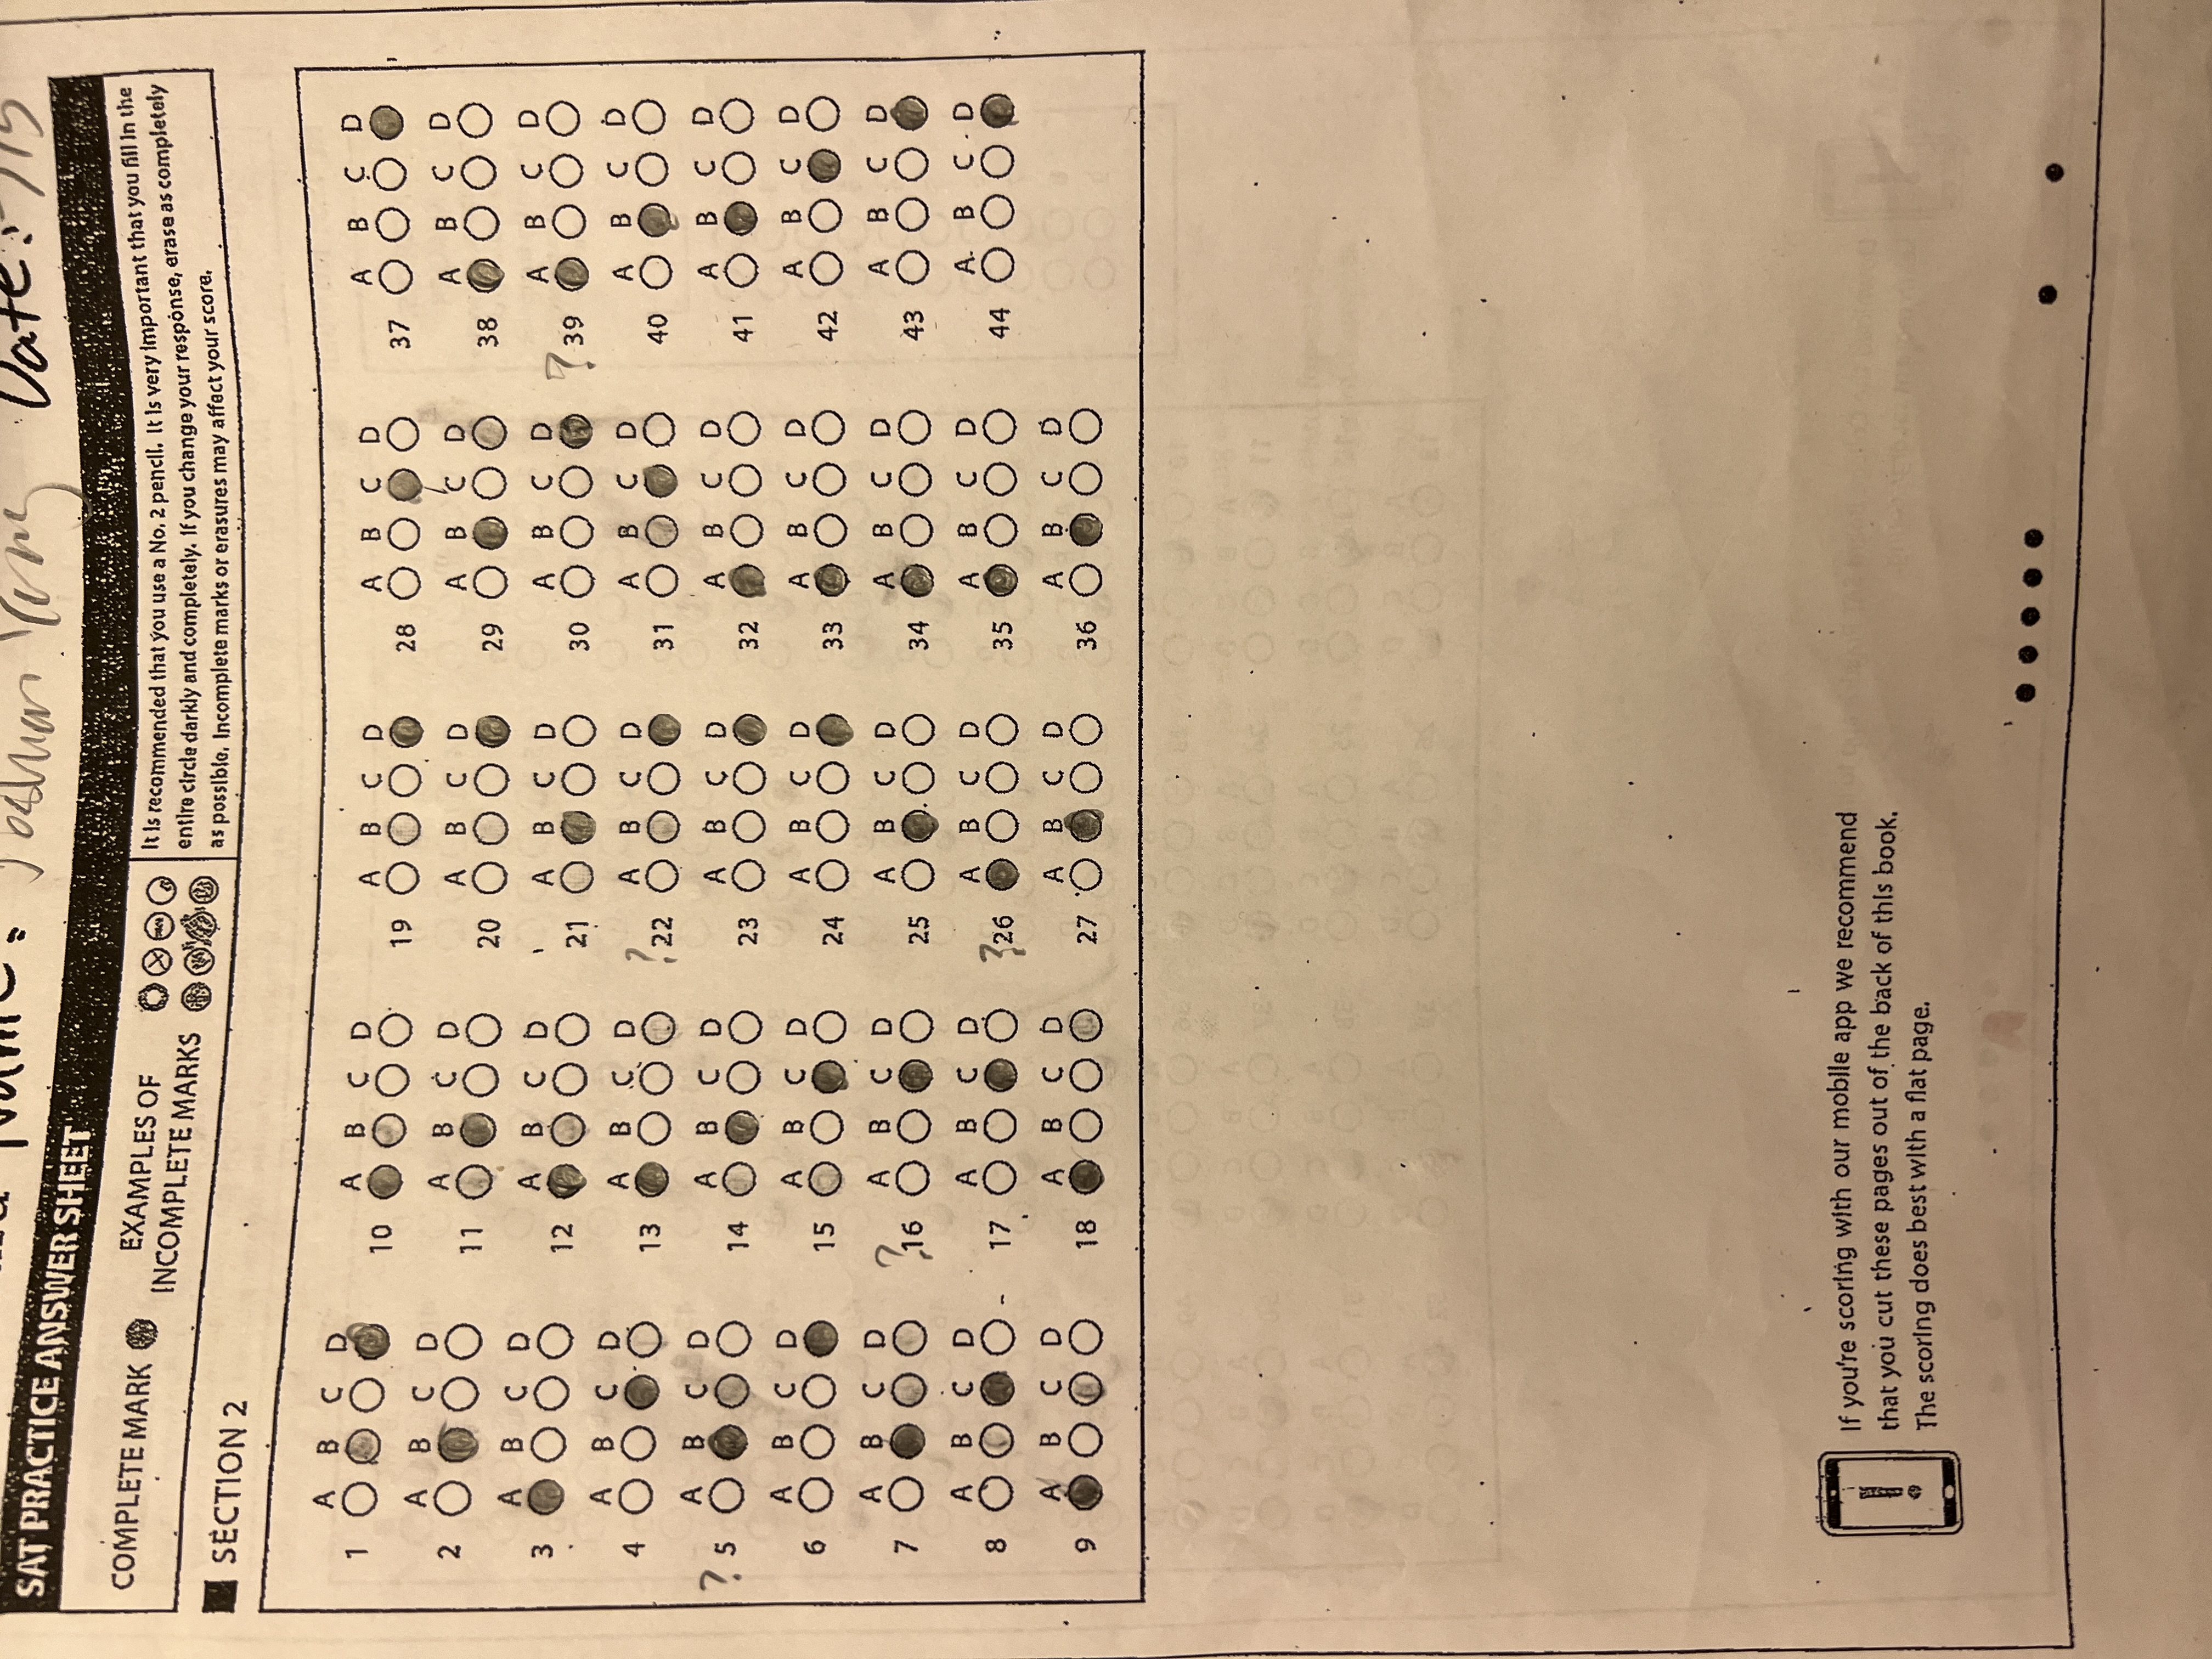 Name: Joshua Date:
SAT PRACTICE ANSWER SHEET
COMPLETE MARK
EXAMPLES OF
INCOMPLETE MARKS
It is recommended that you use a No. 2 pencil. It is very important that you fill in the
entire circle darkly and completely. If you change your response, erase as completely
as possible. Incomplete marks or erasures may affect your score.
SECTION 2
A B C D
1
A B C D
2
A B C D
3
A B C D
4
A B C D
? 5
A B C D
6
A B C D
7
A B C D
8
A B C D
9
A B C D
10
A B C D
11
A B C D
12
A B C D
13
A B C D
14
A B C D
15
A B C D
? 16
A B C D
17
A B C D
18
A B C D
19
A B C D
20
A B C D
21
A B C D
? 22
A B C D
23
A B C D
24
A B C D
25
A B C D
? 26
A B C D
27
A B C D
28
A B C D
29
A B C D
30
A B C D
31
A B C D
32
A B C D
33
A B C D
34
A B C D
35
A B C D
36
A B C D
37
A B C D
38
A B C D
? 39
A B C D
40
A B C D
41
A B C D
42
A B C D
43
A B C D
44
If you're scoring with our mobile app we recommend
that you cut these pages out of the back of this book.
The scoring does best with a flat page.